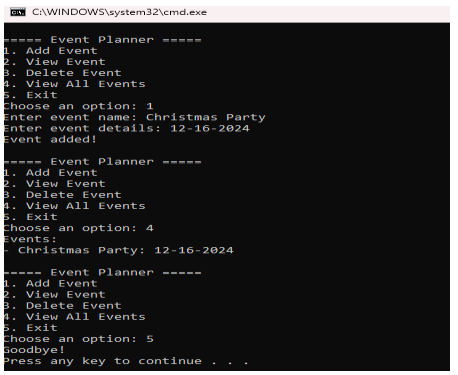 C:\WINDOWS\system32\cmd.exe
===== Event Planner =====
1. Add Event
2. View Event
3. Delete Event
4. View All Events
5. Exit
Choose an option: 1
Enter event name: Christmas Party
Enter event details: 12-16-2024
Event added!
===== Event Planner =====
1. Add Event
2. View Event
3. Delete Event
4. View All Events
5. Exit
Choose an option: 4
Events:
- Christmas Party: 12-16-2024
===== Event Planner =====
1. Add Event
2. View Event
3. Delete Event
4. View All Events
5. Exit
Choose an option: 5
Goodbye!
Press any key to continue . . .